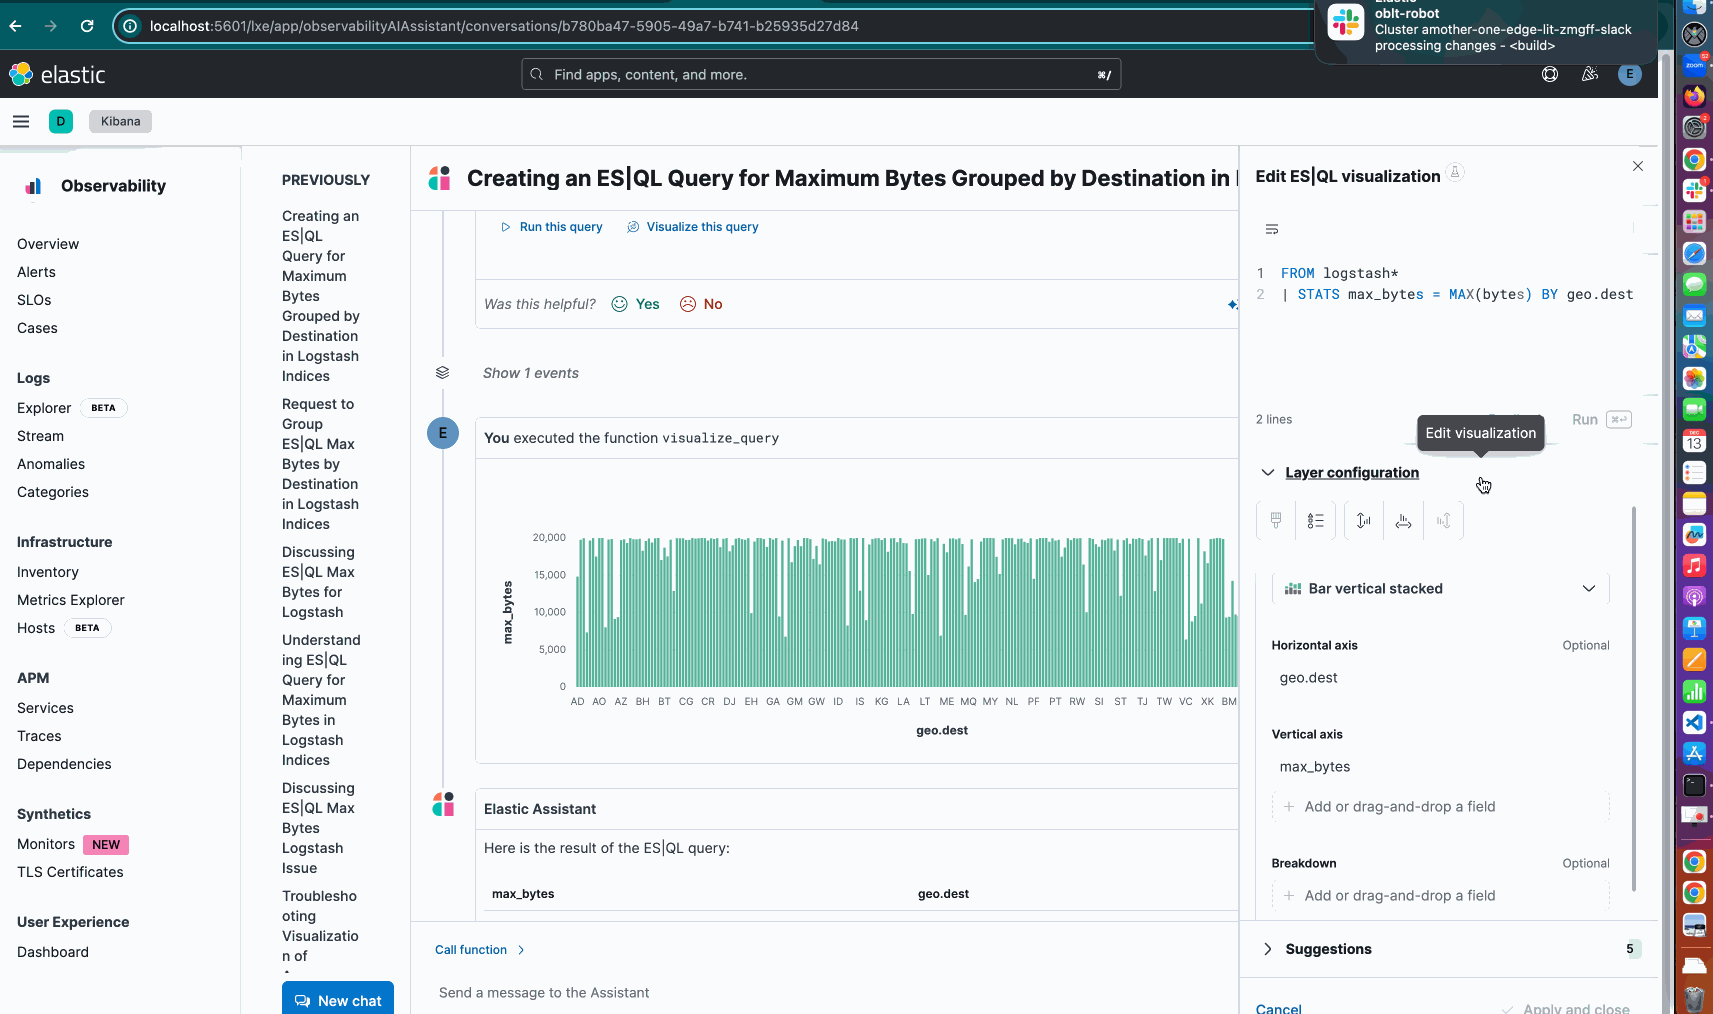 localhost:5601/lxe/app/observabilityAIAssistant/conversations/b780ba47-5905-49a7-b741-b25935d27d84
oblt-robot
Cluster amother-one-edge-lit-zmgff-slack
processing changes - <build>
elastic
Find apps, content, and more.
⌘/
E
D
Kibana
Observability
Overview
Alerts
SLOs
Cases
Logs
Explorer BETA
Stream
Anomalies
Categories
Infrastructure
Inventory
Metrics Explorer
Hosts BETA
APM
Services
Traces
Dependencies
Synthetics
Monitors NEW
TLS Certificates
User Experience
Dashboard
PREVIOUSLY
Creating an
ES|QL
Query for
Maximum
Bytes
Grouped by
Destination
in Logstash
Indices
Request to
Group
ES|QL Max
Bytes by
Destination
in Logstash
Indices
Discussing
ES|QL Max
Bytes for
Logstash
Understand
ing ES|QL
Query for
Maximum
Bytes in
Logstash
Indices
Discussing
ES|QL Max
Bytes
Logstash
Issue
Troublesho
oting
Visualizatio
n of
New chat
Creating an ES|QL Query for Maximum Bytes Grouped by Destination in
Run this query
Visualize this query
Was this helpful?
Yes
No
Show 1 events
E
You executed the function visualize_query
max_bytes
20,000
15,000
10,000
5,000
0
AD AO AZ BH BT CG CR DJ EH GA GM GW ID IS KG LA LT ME MQ MY NL PF PT RW SI ST TJ TW VC XK BM
geo.dest
Elastic Assistant
Here is the result of the ES|QL query:
max_bytes
geo.dest
Call function
Send a message to the Assistant
Edit ES|QL visualization
1 FROM logstash*
2 | STATS max_bytes = MAX(bytes) BY geo.dest
2 lines
Run
Edit visualization
Layer configuration
Bar vertical stacked
Horizontal axis
Optional
geo.dest
Vertical axis
max_bytes
Add or drag-and-drop a field
Breakdown
Optional
Add or drag-and-drop a field
Suggestions
5
Cancel
Apply and close
zoom
13